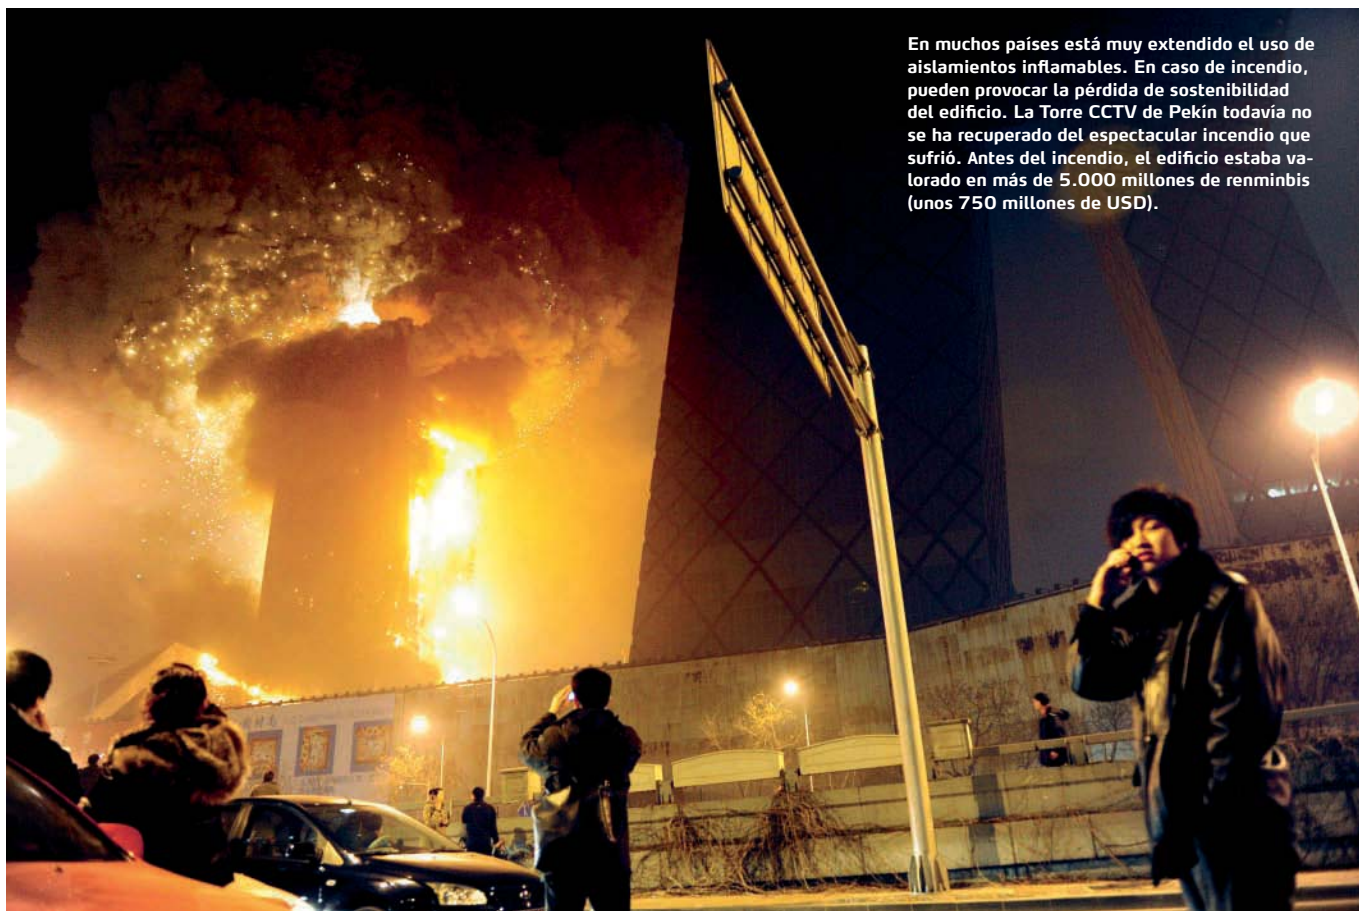 En muchos países está muy extendido el uso de
aislamientos inflamables. En caso de incendio,
pueden provocar la pérdida de sostenibilidad
del edificio. La Torre CCTV de Pekín todavía no
se ha recuperado del espectacular incendio que
sufrió. Antes del incendio, el edificio estaba va-
lorado en más de 5.000 millones de renminbis
(unos 750 millones de USD).